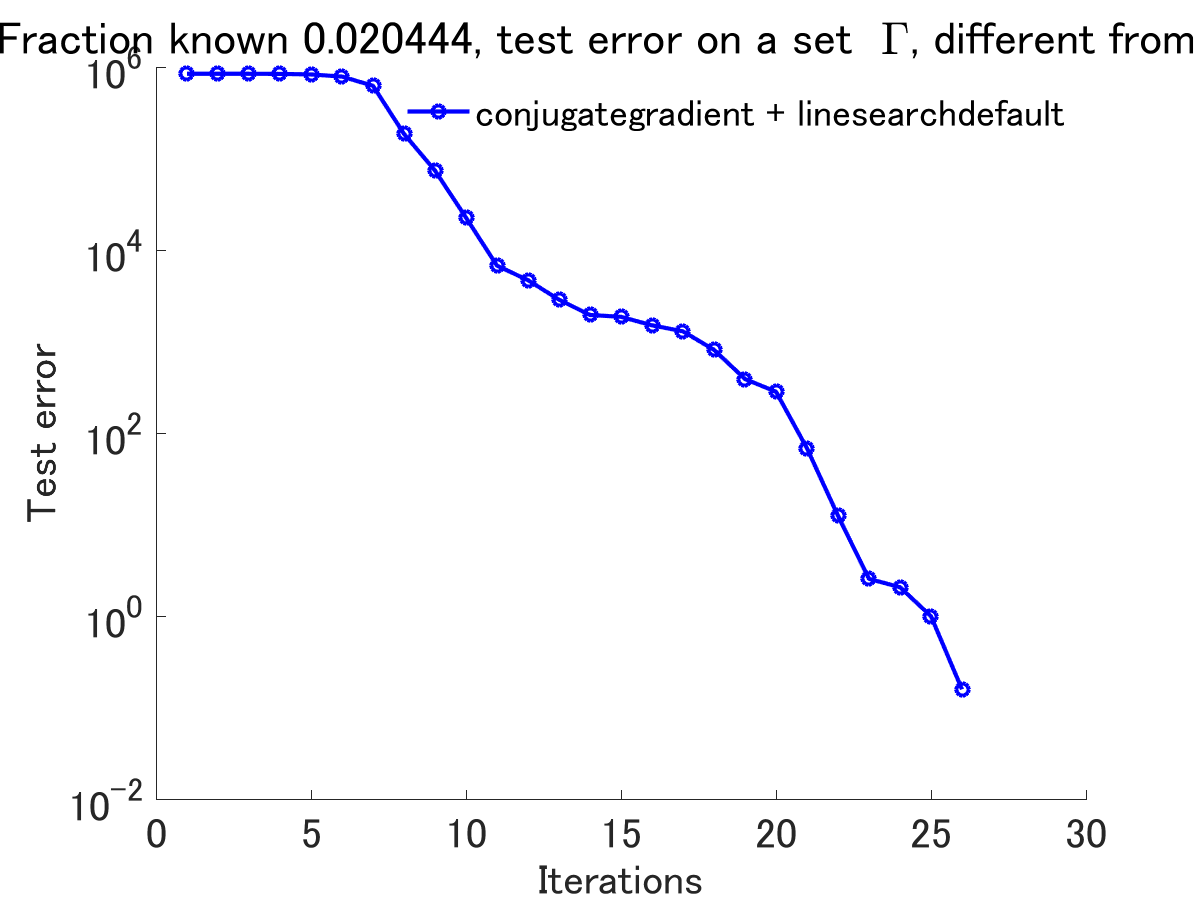 Fraction known 0.020444, test error on a set Γ, different from
10^6
conjugategradient + linesearchdefault
10^4
10^2
10^0
10^-2
Test error
0 5 10 15 20 25 30
Iterations